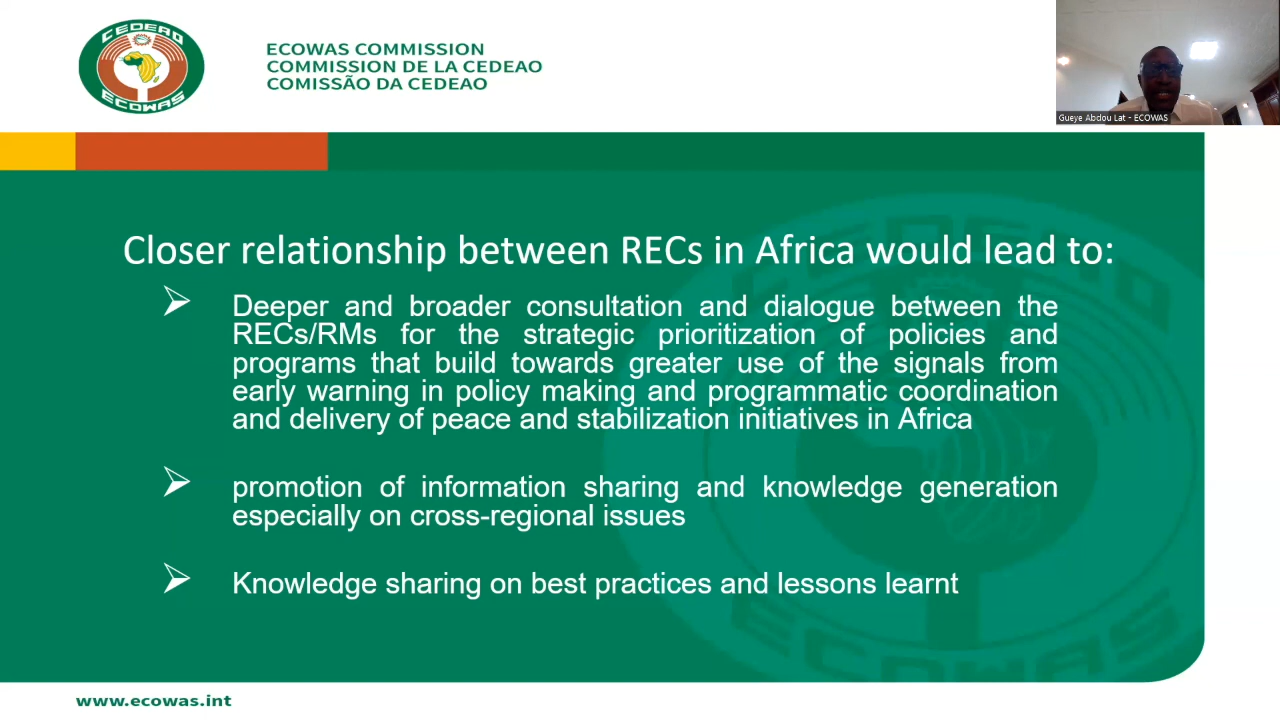 CEDEAO
ECOWAS
ECOWAS COMMISSION
COMMISSION DE LA CEDEAO
COMISSÃO DA CEDEAO
Gueye Abdou Lat - ECOWAS
Closer relationship between RECs in Africa would lead to:
Deeper and broader consultation and dialogue between the
RECs/RMs for the strategic prioritization of policies and
programs that build towards greater use of the signals from
early warning in policy making and programmatic coordination
and delivery of peace and stabilization initiatives in Africa
promotion of information sharing and knowledge generation
especially on cross-regional issues
Knowledge sharing on best practices and lessons learnt
CEDEAO
ECOWAS
www.ecowas.int